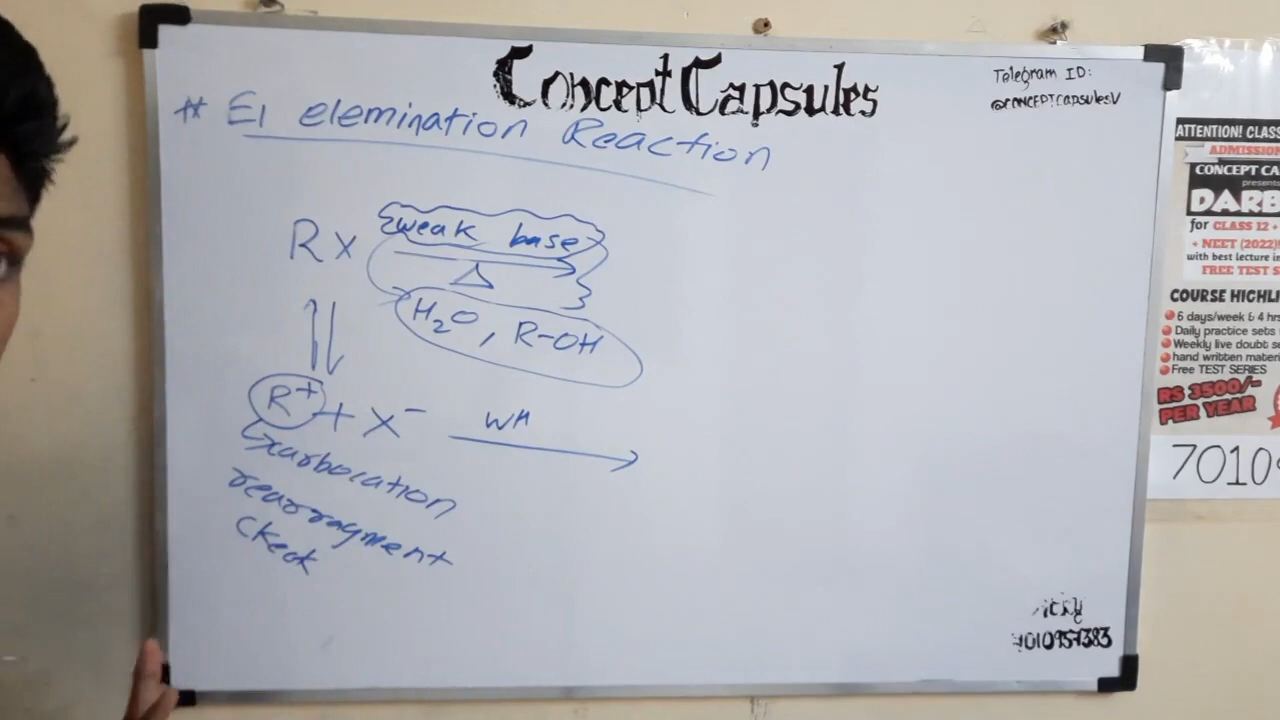 Concept Capsules
Telegram ID:
@CONCEPTCapsulesV
# E1 elemination Reaction
Rx
weak base
Δ
H2O, R-OH
R+ + X-
carbocation
rearragment
Check
7010957383
ATTENTION! CLASS
ADMISSION
CONCEPT CA
presents
DARB
for CLASS 12 +
+ NEET (2022)
with best lecture in
FREE TEST S
COURSE HIGHLI
6 days/week & 4 hrs
Daily practice sets
Weekly live doubt se
hand written mater
Free TEST SERIES
RS 3500/-
PER YEAR
7010